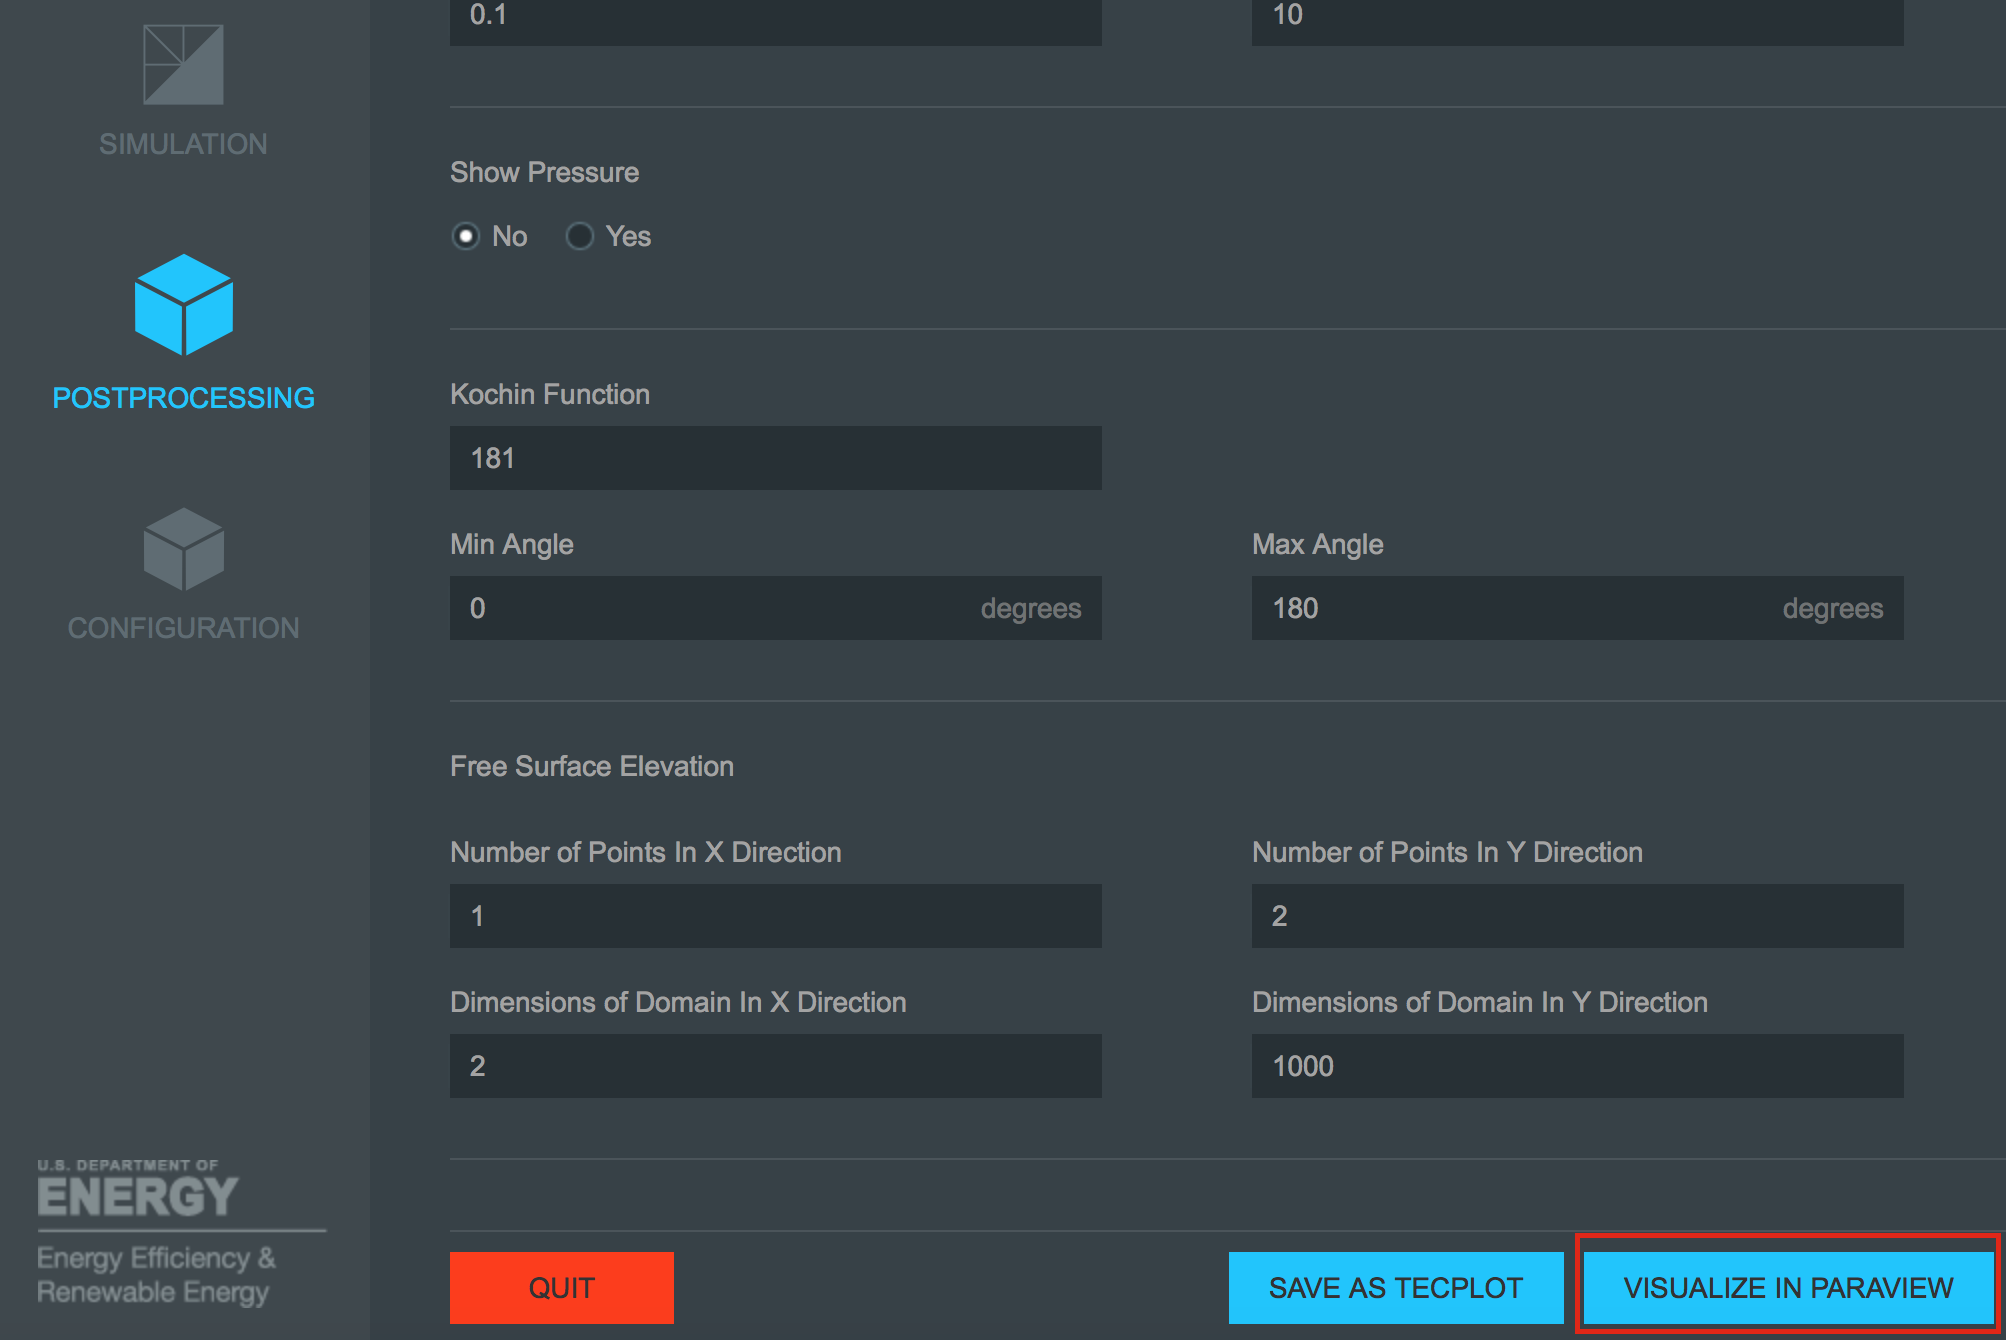 0.1 10
SIMULATION
Show Pressure
No Yes
POSTPROCESSING
Kochin Function
181
Min Angle Max Angle
0 degrees 180 degrees
CONFIGURATION
Free Surface Elevation
Number of Points In X Direction Number of Points In Y Direction
1 2
Dimensions of Domain In X Direction Dimensions of Domain In Y Direction
2 1000
U.S. DEPARTMENT OF
ENERGY
Energy Efficiency &
Renewable Energy
QUIT SAVE AS TECPLOT VISUALIZE IN PARAVIEW